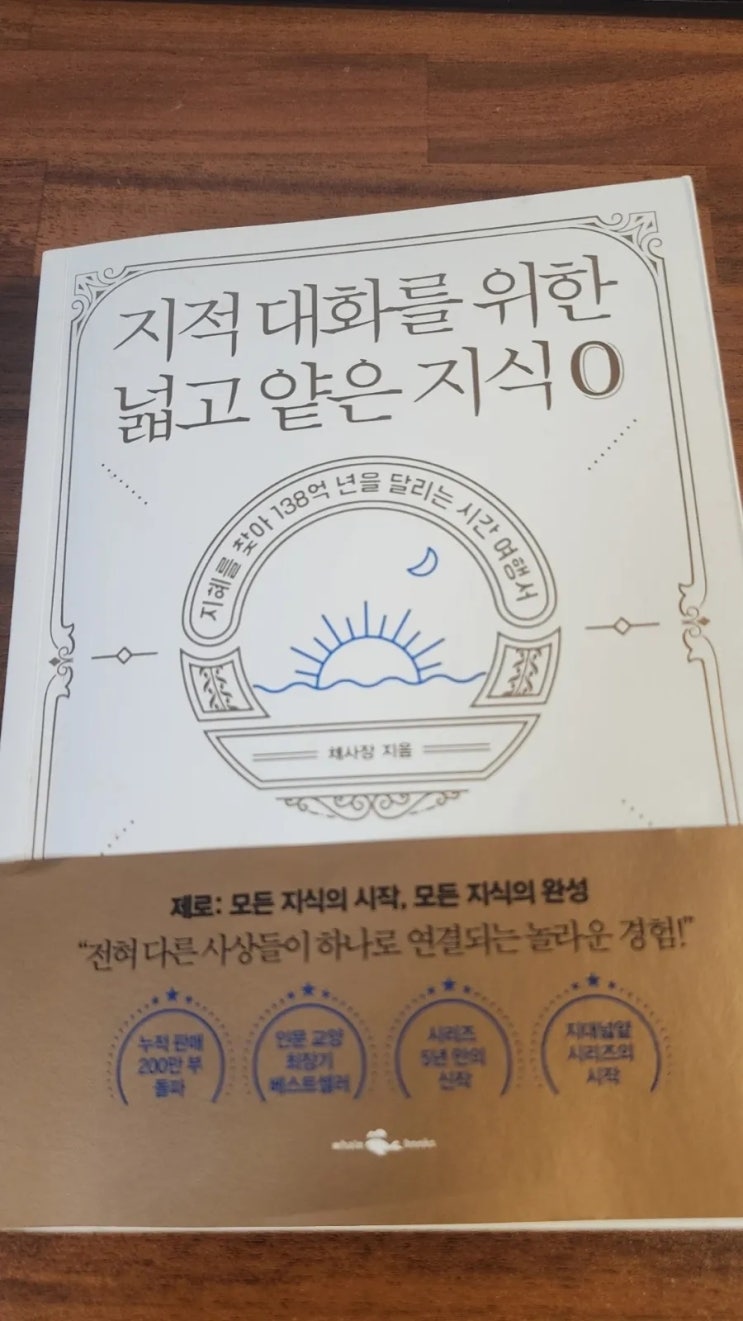 지적 대화를 위한
넓고 얕은 지식 0
지혜를 찾아 138억 년을 달리는 시간 여행서
채사장 지음
제로: 모든 지식의 시작, 모든 지식의 완성
“전혀 다른 사상들이 하나로 연결되는 놀라운 경험!”
누적 판매
200만 부
돌파
인문 교양
최장기
베스트셀러
시리즈
5년 만의
신작
지대넓얕
시리즈의
시작
whale books